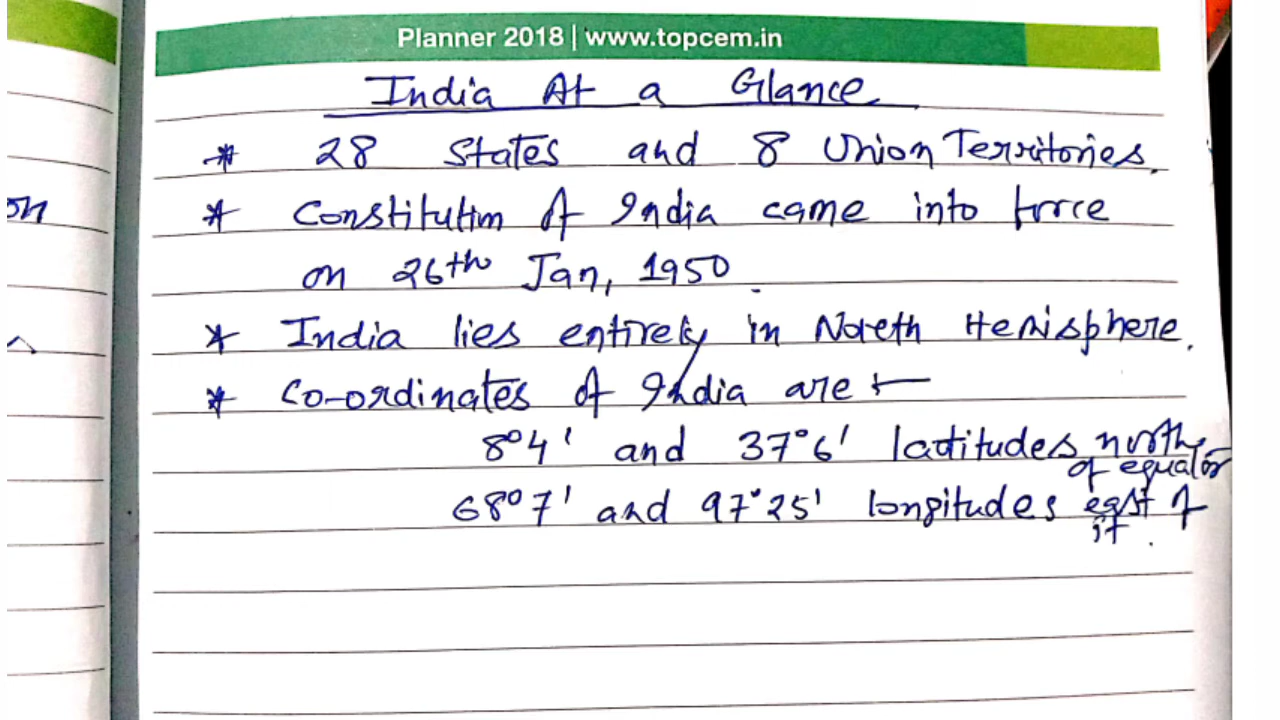 Planner 2018 | www.topcem.in
India At a Glance
* 28 States and 8 Union Territories.
on
* Constitution of India came into force
on 26th Jan, 1950.
* India lies entirely in North Hemisphere.
* Co-ordinates of India are :-
8°4' and 37°6' latitudes north
of equator
68°7' and 97°25' longitudes east of
it.